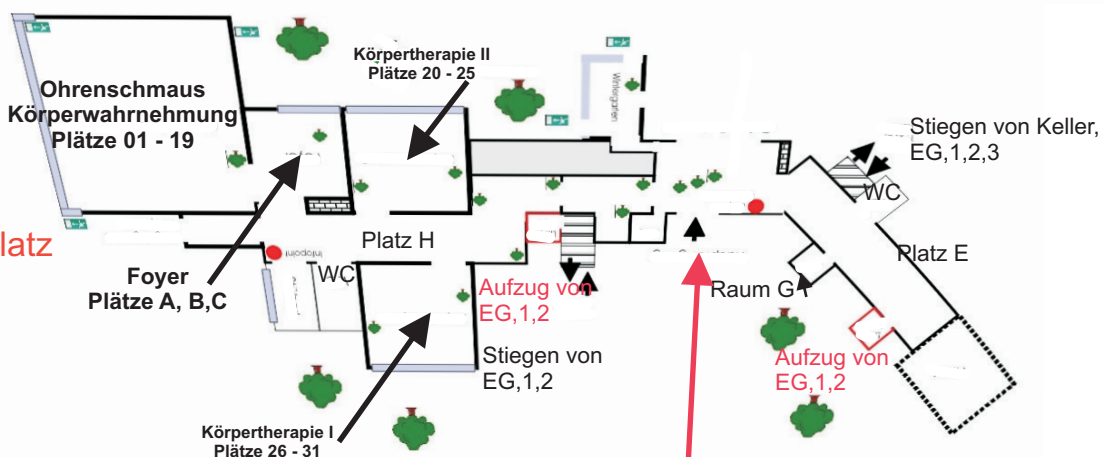 Körpertherapie II
Plätze 20 - 25
Ohrenschmaus
Körperwahrnehmung
Plätze 01 - 19
Wintergarten
Stiegen von Keller,
EG,1,2,3
WC
latz
Platz H
Infopoint
WC
Foyer
Plätze A, B,C
Platz E
Aufzug von
EG,1,2
Raum G
Stiegen von
EG,1,2
Aufzug von
EG,1,2
Körpertherapie I
Plätze 26 - 31